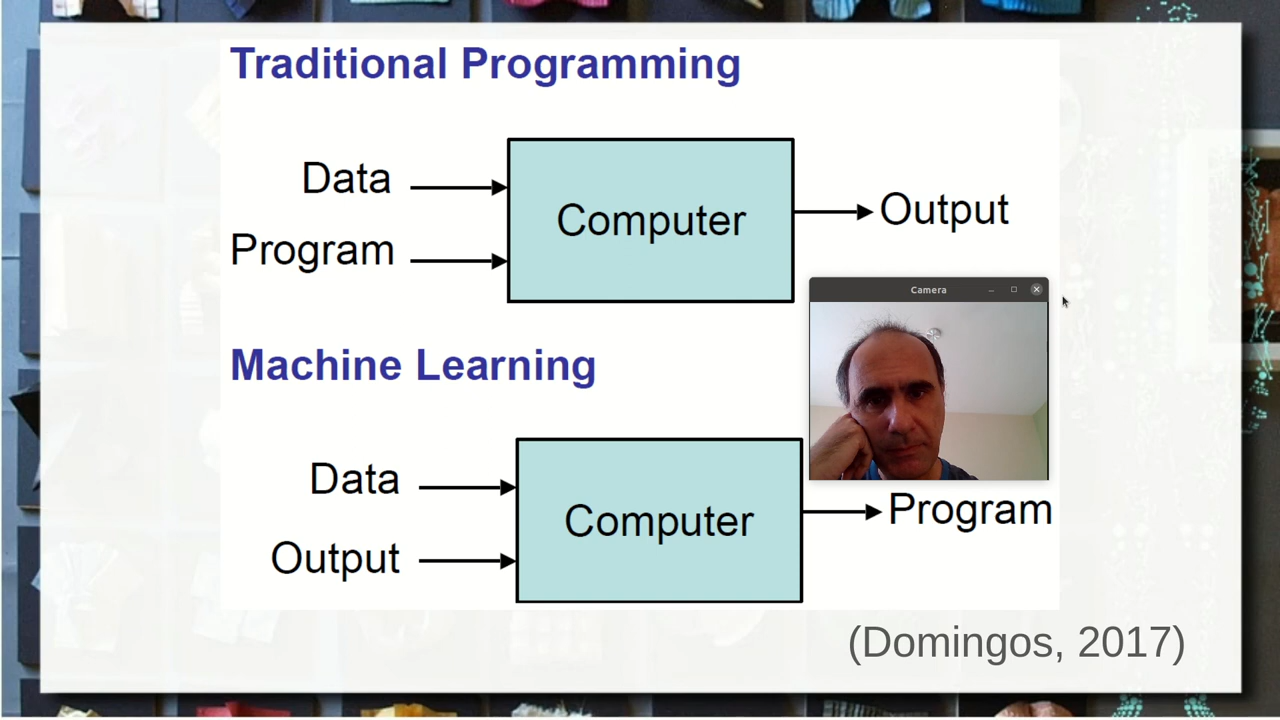 Traditional Programming
Data
Program
Computer
Output
Camera
Machine Learning
Data
Output
Computer
Program
(Domingos, 2017)